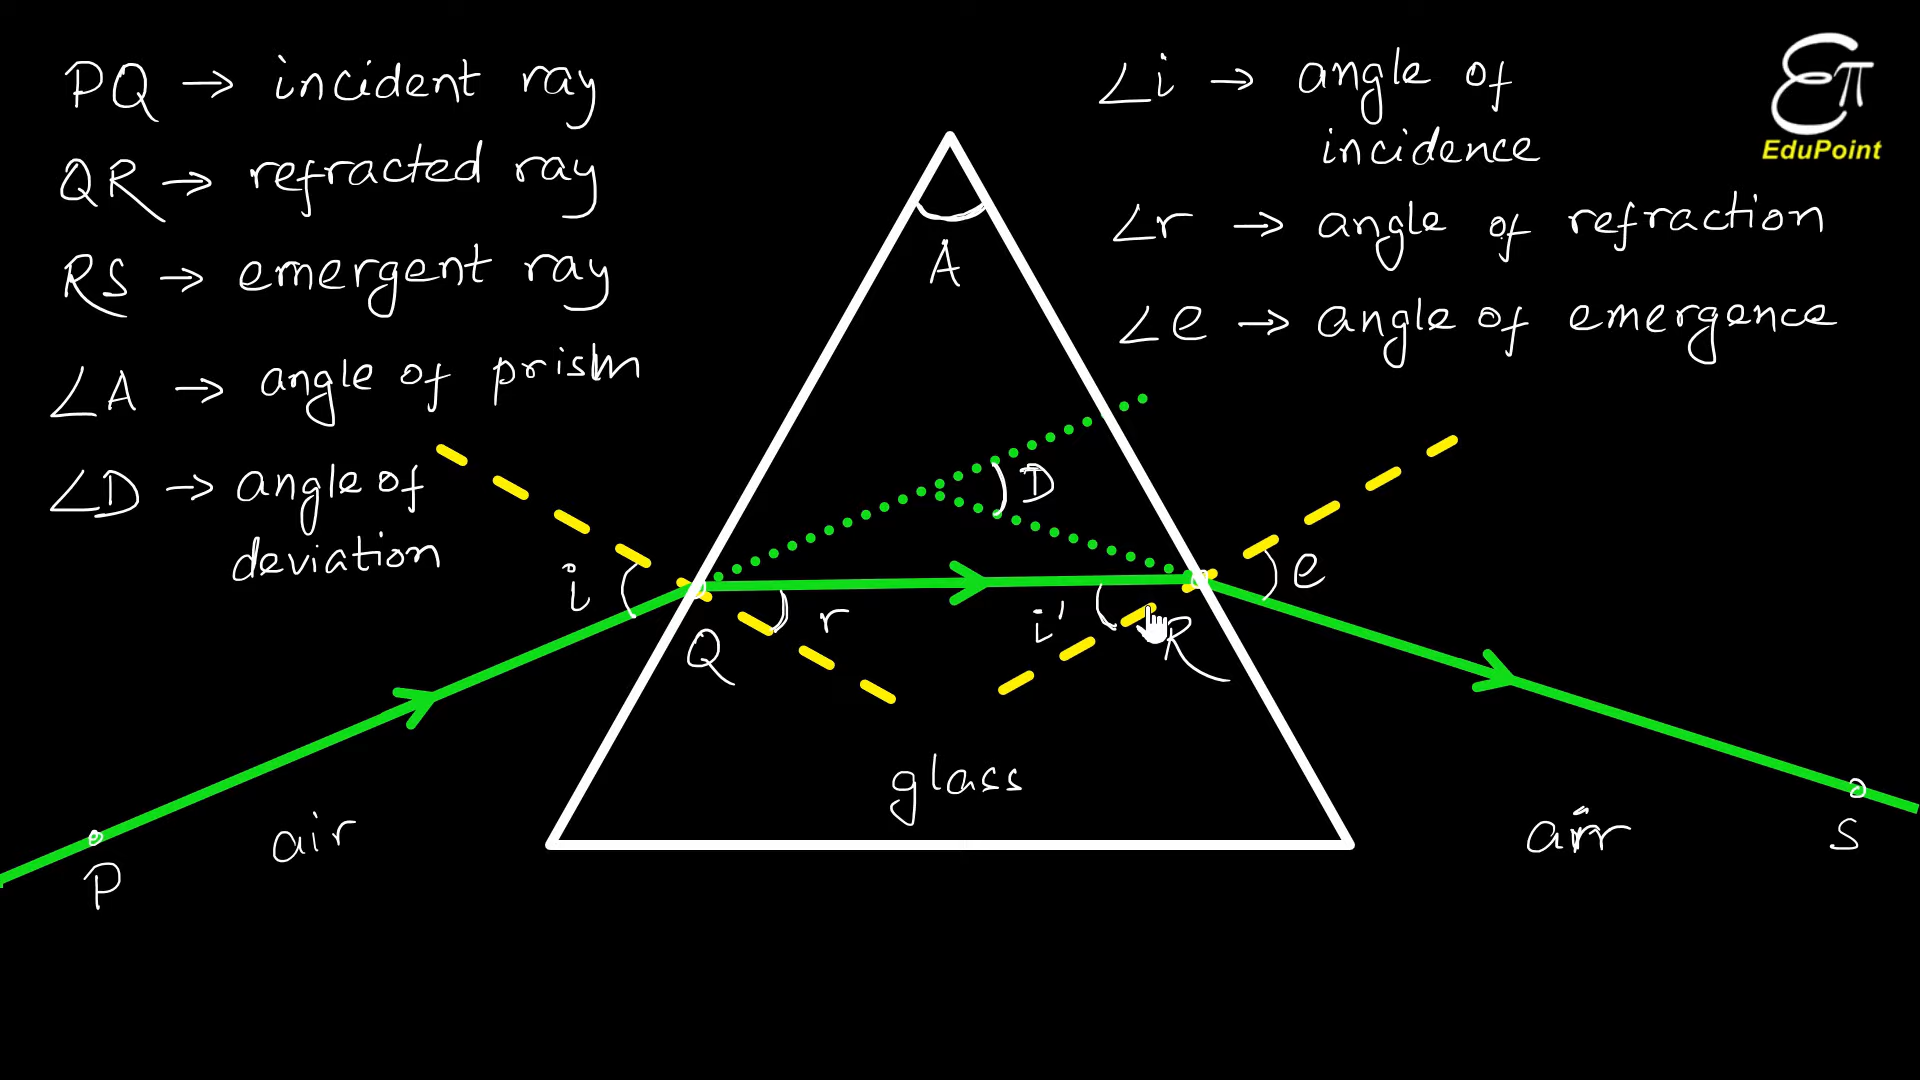 PQ → incident ray
QR → refracted ray
RS → emergent ray
∠A → angle of prism
∠D → angle of
deviation
∠i → angle of
incidence
∠r → angle of refraction
∠e → angle of emergence
επ
EduPoint
A
D
i
r
i'
e
Q
R
glass
air
air
P
S